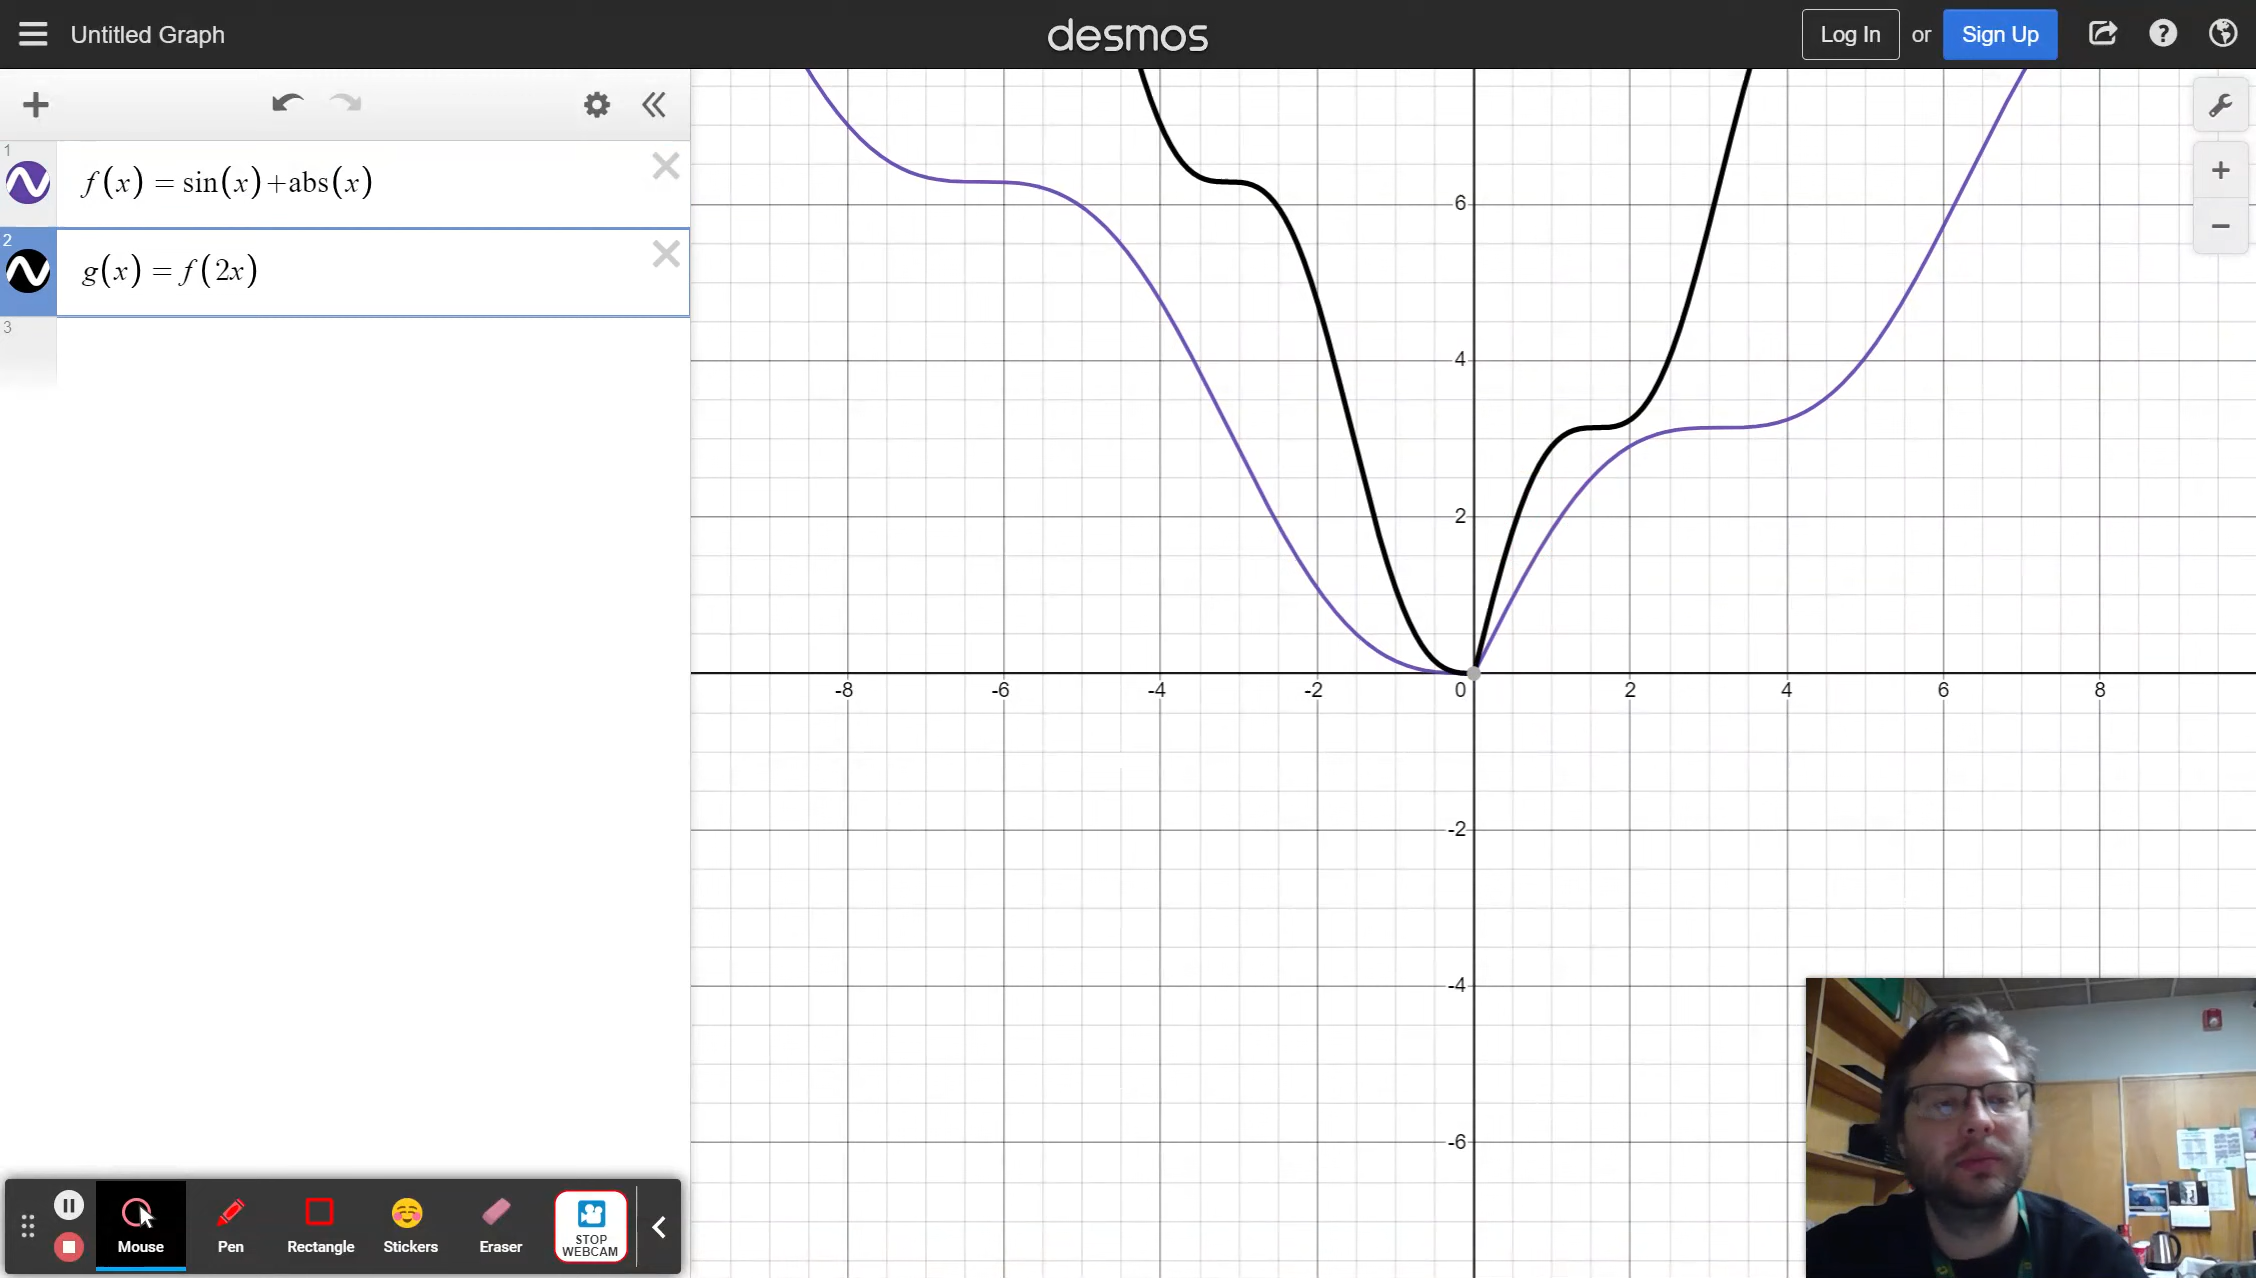 Untitled Graph
desmos
Log In or Sign Up
1
f(x) = sin(x)+abs(x)
2
g(x) = f(2x)
3
6
4
2
-8 -6 -4 -2 0 2 4 6 8
-2
-4
-6
Mouse
Pen
Rectangle
Stickers
Eraser
STOP
WEBCAM